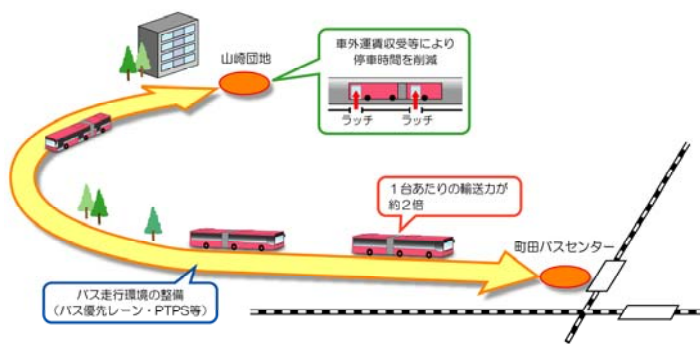 山崎団地
車外運賃収受等により
停車時間を削減
ラッチ
ラッチ
1台あたりの輸送力が
約2倍
町田バスセンター
バス走行環境の整備
(バス優先レーン・PTPS等)